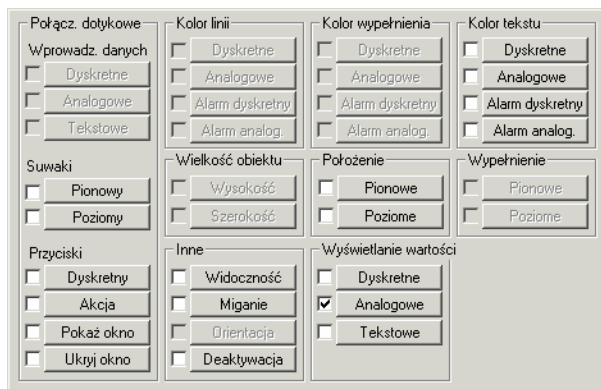 Połącz. dotykowe
Wprowadz. danych
Dyskretne
Analogowe
Tekstowe
Suwaki
Pionowy
Poziomy
Przyciski
Dyskretny
Akcja
Pokaż okno
Ukryj okno
Kolor linii
Dyskretne
Analogowe
Alarm dyskretny
Alarm analog.
Kolor wypełnienia
Dyskretne
Analogowe
Alarm dyskretny
Alarm analog.
Kolor tekstu
Dyskretne
Analogowe
Alarm dyskretny
Alarm analog.
Wielkość obiektu
Wysokość
Szerokość
Położenie
Pionowe
Poziome
Wypełnienie
Pionowe
Poziome
Inne
Widoczność
Miganie
Orientacja
Deaktywacja
Wyświetlanie wartości
Dyskretne
Analogowe
Tekstowe